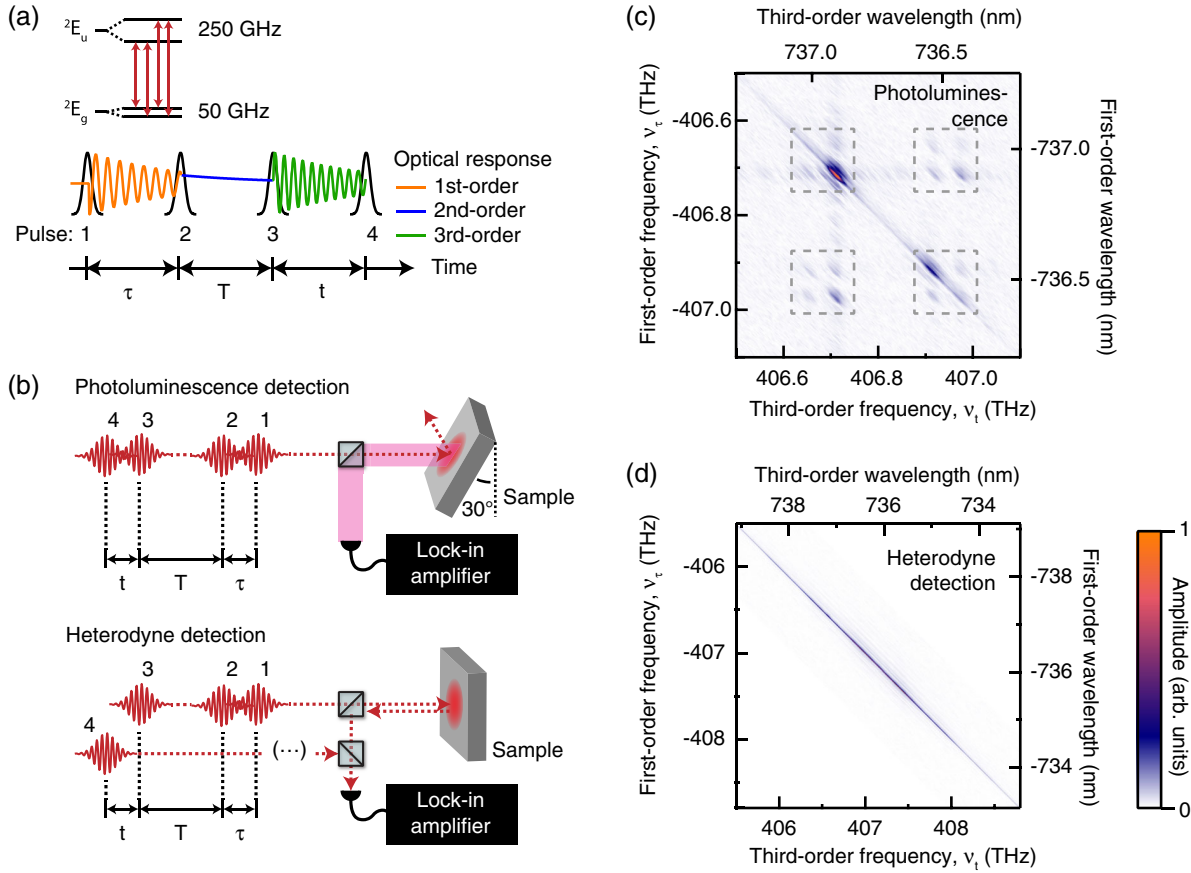 (a)
²Eᵤ
250 GHz
²E_g
50 GHz
Optical response
1st-order
2nd-order
3rd-order
Pulse: 1 2 3 4
Time
τ T t
(b)
Photoluminescence detection
4 3 2 1
Sample
30°
t T τ
Lock-in
amplifier
Heterodyne detection
3 2 1
4
(...)
Sample
t T τ
Lock-in
amplifier
(c)
Third-order wavelength (nm)
737.0 736.5
Photolumines-
cence
First-order frequency, ν_τ (THz)
-406.6
-406.8
-407.0
-737.0
-736.5
First-order wavelength (nm)
406.6 406.8 407.0
Third-order frequency, ν_t (THz)
(d)
Third-order wavelength (nm)
738 736 734
Heterodyne
detection
First-order frequency, ν_τ (THz)
-406
-407
-408
-738
-736
-734
First-order wavelength (nm)
406 407 408
Third-order frequency, ν_t (THz)
1
0
Amplitude (arb. units)